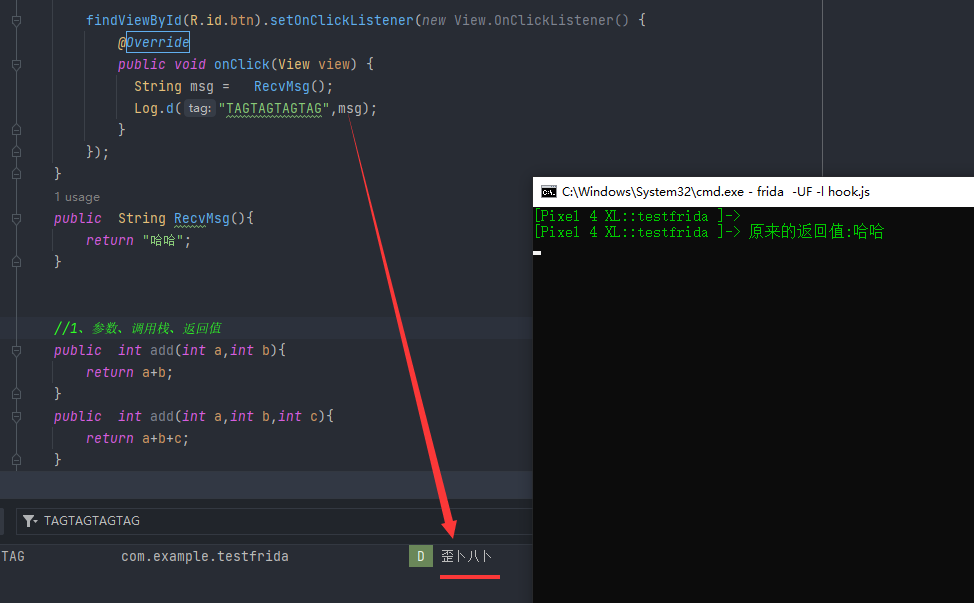 findViewById(R.id.btn).setOnClickListener(new View.OnClickListener() {
@Override
public void onClick(View view) {
String msg = RecvMsg();
Log.d( tag: "TAGTAGTAGTAG",msg);
}
});
}
1 usage
public String RecvMsg(){
return "哈哈";
}
//1、参数、调用栈、返回值
public int add(int a,int b){
return a+b;
}
public int add(int a,int b,int c){
return a+b+c;
}
C:\Windows\System32\cmd.exe - frida -UF -l hook.js
[Pixel 4 XL::testfrida ]->
[Pixel 4 XL::testfrida ]-> 原来的返回值:哈哈
TAGTAGTAGTAG
TAG com.example.testfrida D 歪卜八卜